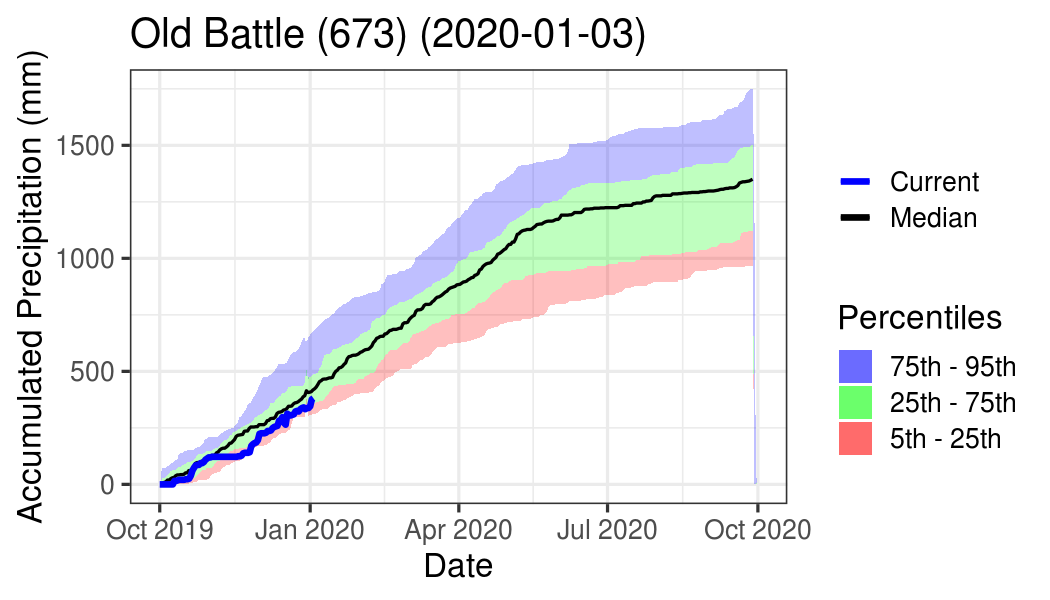 Old Battle (673) (2020-01-03)
Accumulated Precipitation (mm)
1500
1000
500
0
Oct 2019
Jan 2020
Apr 2020
Jul 2020
Oct 2020
Date
Current
Median
Percentiles
75th - 95th
25th - 75th
5th - 25th